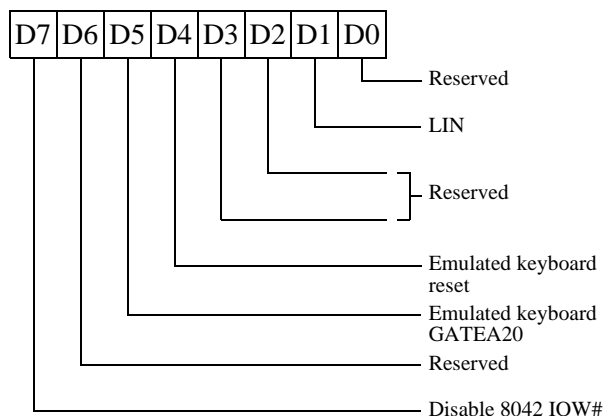 D7 D6 D5 D4 D3 D2 D1 D0
Reserved
LIN
Reserved
Emulated keyboard
reset
Emulated keyboard
GATEA20
Reserved
Disable 8042 IOW#